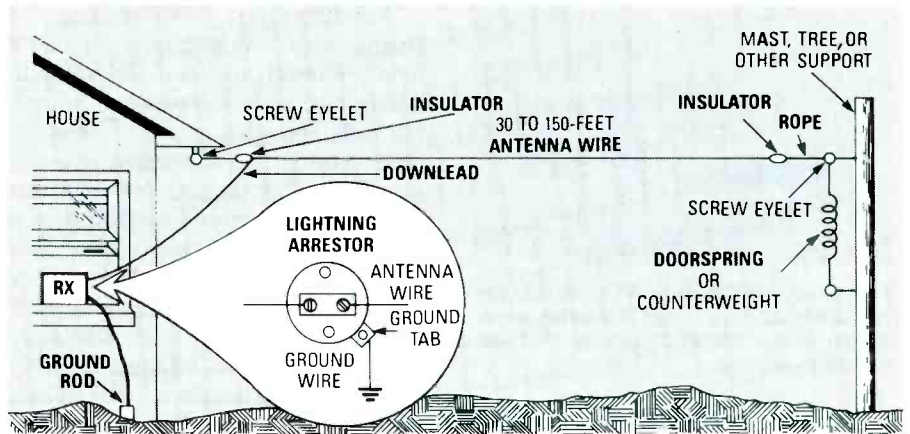 MAST, TREE, OR
OTHER SUPPORT
HOUSE
SCREW EYELET
INSULATOR
30 TO 150-FEET
ANTENNA WIRE
INSULATOR
ROPE
DOWNLEAD
SCREW EYELET
LIGHTNING
ARRESTOR
ANTENNA
WIRE
GROUND
TAB
GROUND
WIRE
DOORSPRING
OR
COUNTERWEIGHT
RX
GROUND
ROD